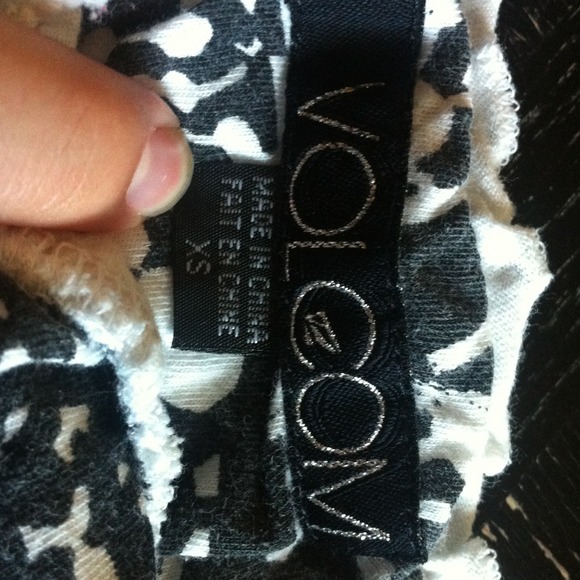 VOLCOM
MADE IN CHINA
FAIT EN CHINE
XS